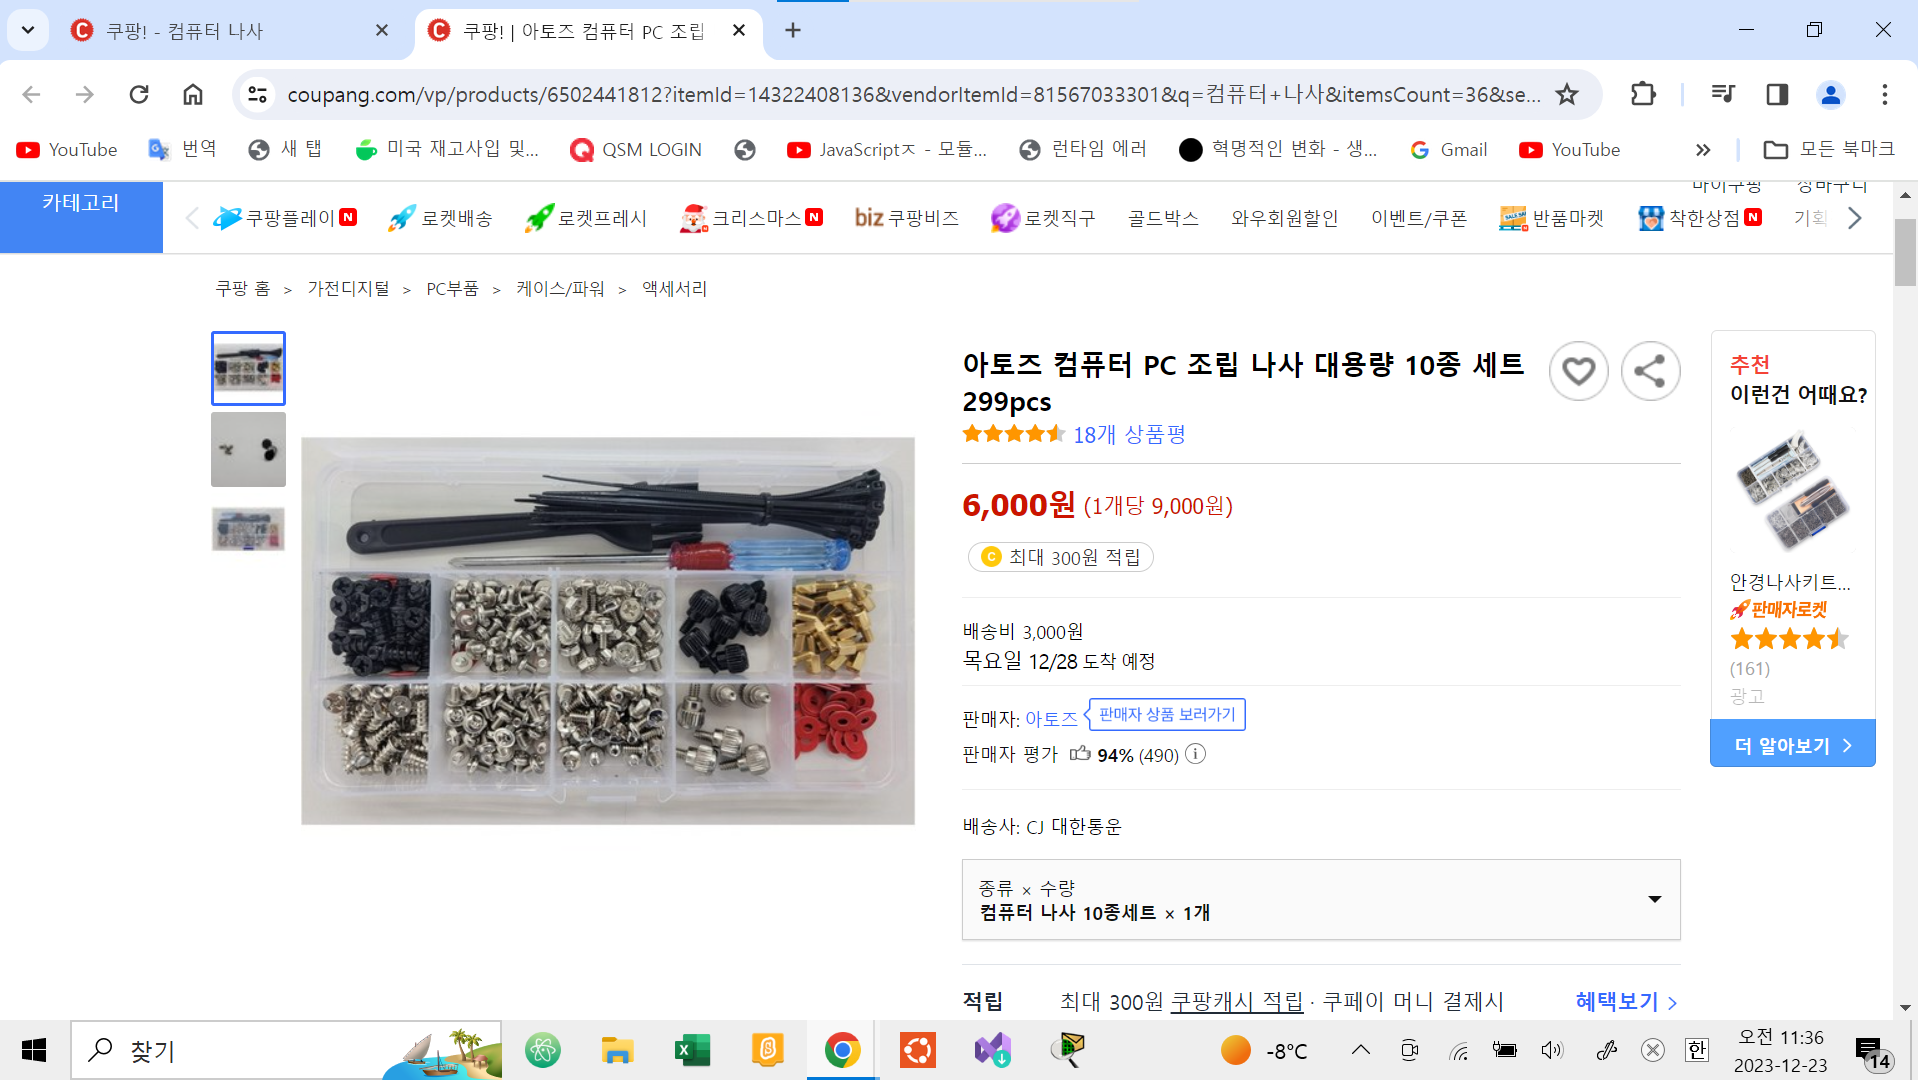 쿠팡! - 컴퓨터 나사
쿠팡! | 아토즈 컴퓨터 PC 조립
coupang.com/vp/products/6502441812?itemId=14322408136&vendorItemId=81567033301&q=컴퓨터+나사&itemsCount=36&se...
YouTube
번역
새 탭
미국 재고사입 및...
QSM LOGIN
JavaScriptㅈ - 모듈...
런타임 에러
혁명적인 변화 - 생...
Gmail
YouTube
모든 북마크
마이쿠팡
장바구니
카테고리
쿠팡플레이 N
로켓배송
로켓프레시
크리스마스 N
biz 쿠팡비즈
로켓직구
골드박스
와우회원할인
이벤트/쿠폰
반품마켓
착한상점 N
기획
쿠팡 홈 > 가전디지털 > PC부품 > 케이스/파워 > 액세서리
아토즈 컴퓨터 PC 조립 나사 대용량 10종 세트
299pcs
18개 상품평
6,000원 (1개당 9,000원)
C 최대 300원 적립
배송비 3,000원
목요일 12/28 도착 예정
판매자: 아토즈 판매자 상품 보러가기
판매자 평가 94% (490)
배송사: CJ 대한통운
종류 × 수량
컴퓨터 나사 10종세트 × 1개
적립 최대 300원 쿠팡캐시 적립 · 쿠페이 머니 결제시 혜택보기 >
추천
이런건 어때요?
안경나사키트...
판매자로켓
(161)
광고
더 알아보기 >
찾기
-8°C
한
오전 11:36
2023-12-23
14